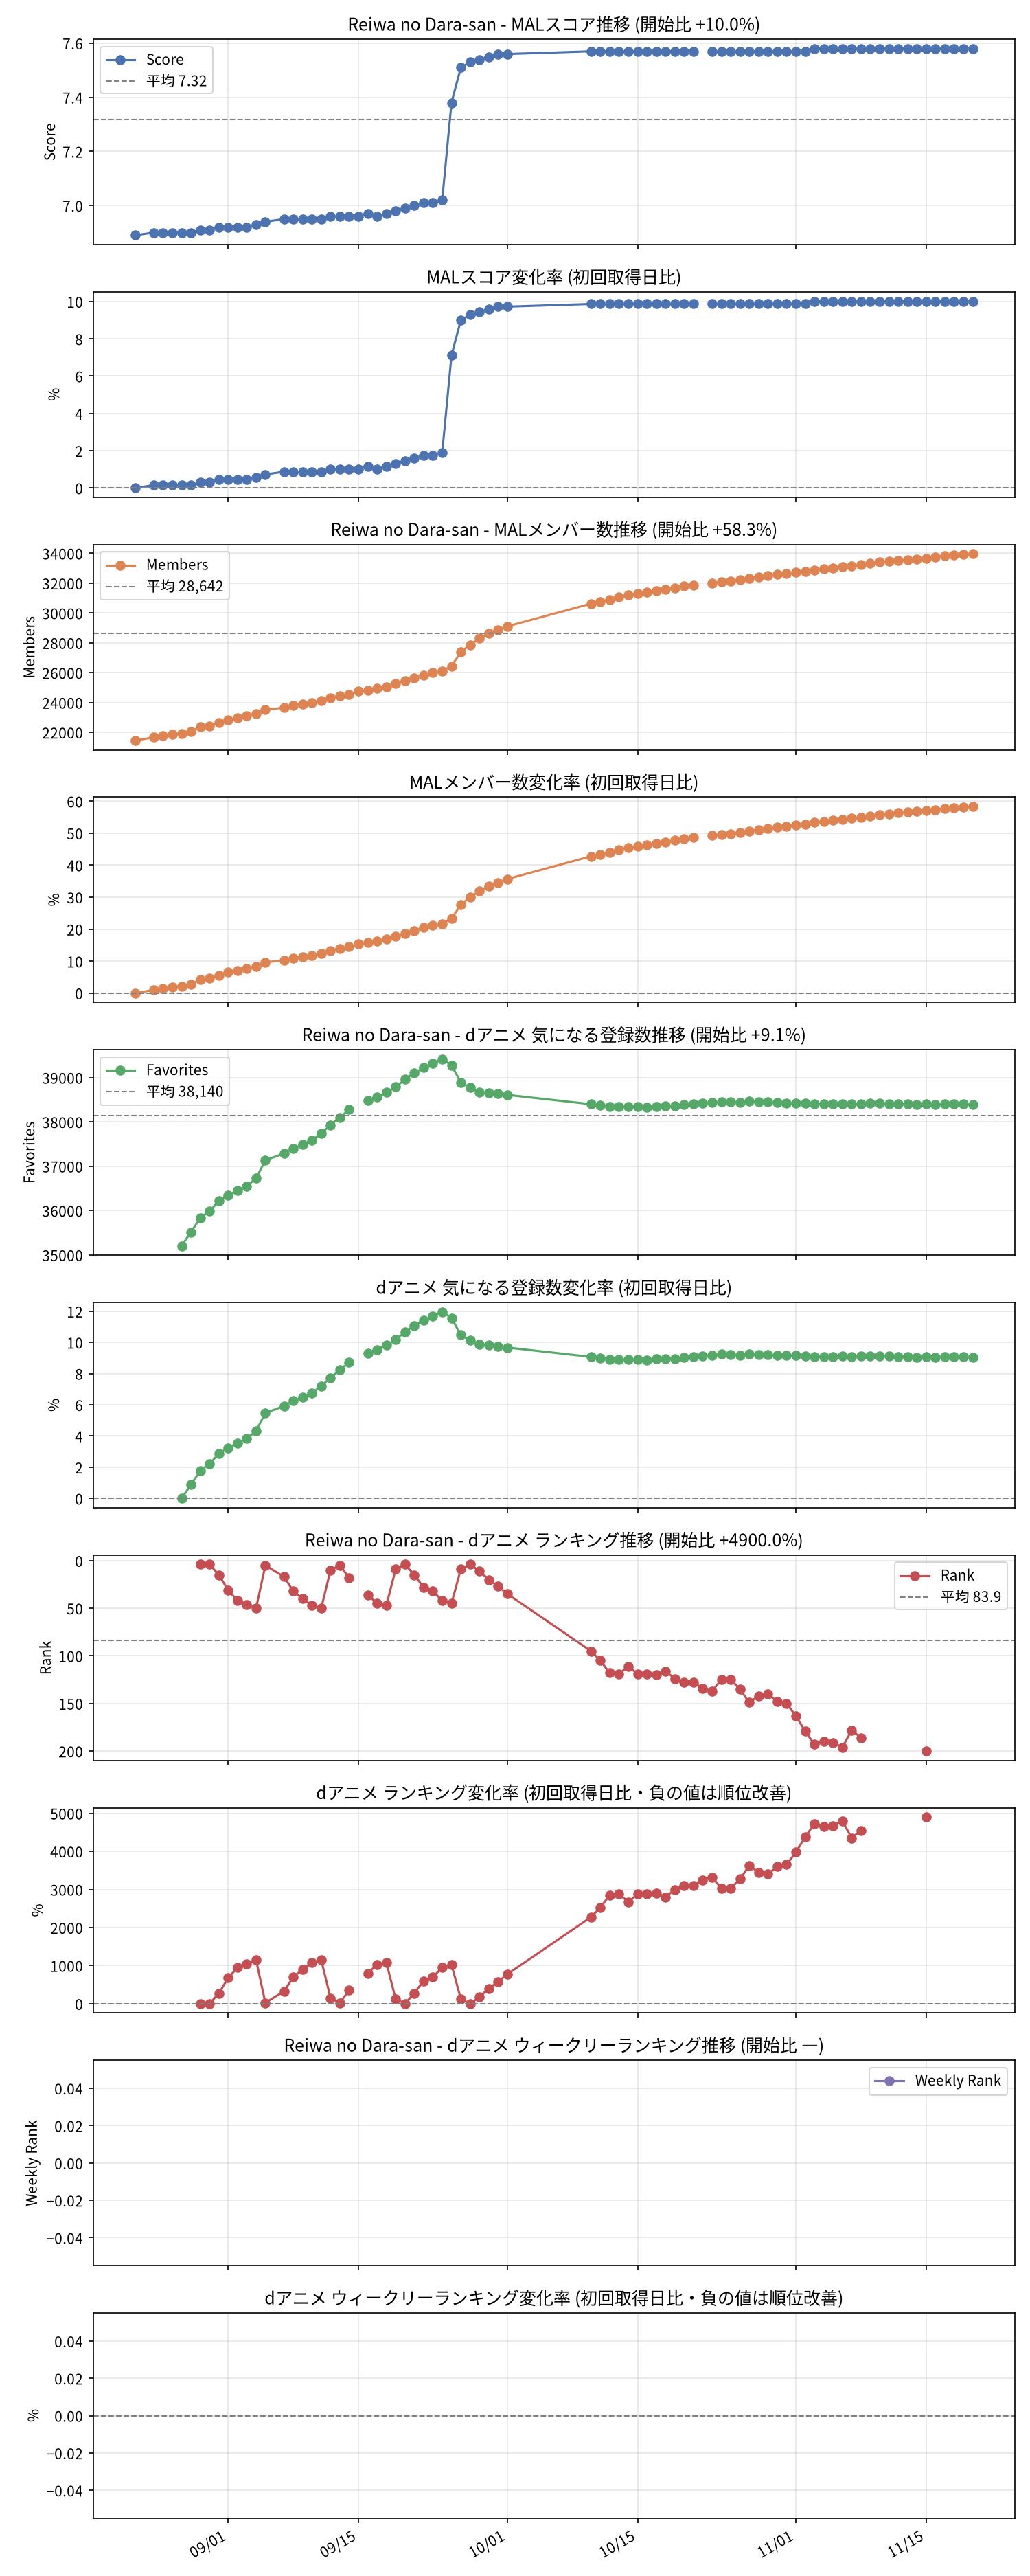 Reiwa no Dara-san - MALスコア推移 (開始比 +10.0%)
Score
7.6
7.4
7.2
7.0
Score
平均 7.32
MALスコア変化率 (初回取得日比)
%
10
8
6
4
2
0
Reiwa no Dara-san - MALメンバー数推移 (開始比 +58.3%)
Members
34000
32000
30000
28000
26000
24000
22000
Members
平均 28,642
MALメンバー数変化率 (初回取得日比)
%
60
50
40
30
20
10
0
Reiwa no Dara-san - dアニメ 気になる登録数推移 (開始比 +9.1%)
Favorites
39000
38000
37000
36000
35000
Favorites
平均 38,140
dアニメ 気になる登録数変化率 (初回取得日比)
%
12
10
8
6
4
2
0
Reiwa no Dara-san - dアニメ ランキング推移 (開始比 +4900.0%)
Rank
0
50
100
150
200
Rank
平均 83.9
dアニメ ランキング変化率 (初回取得日比・負の値は順位改善)
%
5000
4000
3000
2000
1000
0
Reiwa no Dara-san - dアニメ ウィークリーランキング推移 (開始比 —)
Weekly Rank
0.04
0.02
0.00
−0.02
−0.04
Weekly Rank
dアニメ ウィークリーランキング変化率 (初回取得日比・負の値は順位改善)
%
0.04
0.02
0.00
−0.02
−0.04
09/01
09/15
10/01
10/15
11/01
11/15